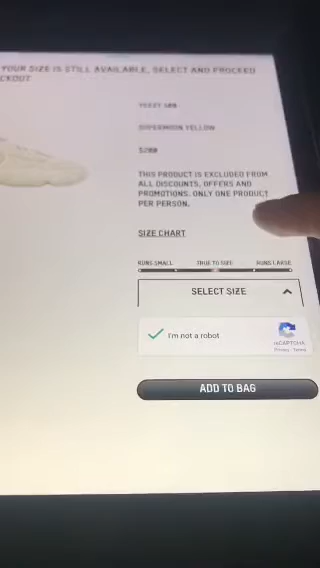 YOUR SIZE IS STILL AVAILABLE, SELECT AND PROCEED
CKOUT
YEEZY 500
SUPERMOON YELLOW
$200
THIS PRODUCT IS EXCLUDED FROM
ALL DISCOUNTS, OFFERS AND
PROMOTIONS. ONLY ONE PRODUCT
PER PERSON.
SIZE CHART
RUNS SMALL TRUE TO SIZE RUNS LARGE
SELECT SIZE
I'm not a robot
reCAPTCHA
Privacy - Terms
ADD TO BAG